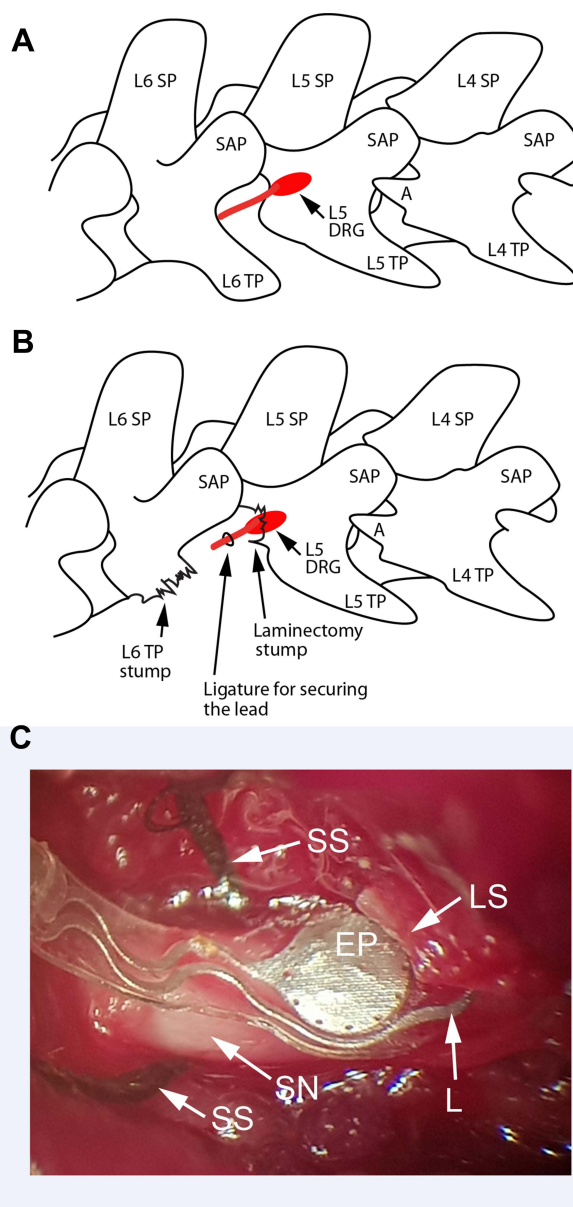 A
L6 SP
L5 SP
L4 SP
SAP
SAP
A
L5
DRG
L6 TP
L5 TP
L4 TP
B
L6 SP
L5 SP
L4 SP
SAP
SAP
SAP
A
L5
DRG
L4 TP
L5 TP
L6 TP
stump
Laminectomy
stump
Ligature for securing
the lead
C
SS
LS
EP
SN
SS
L